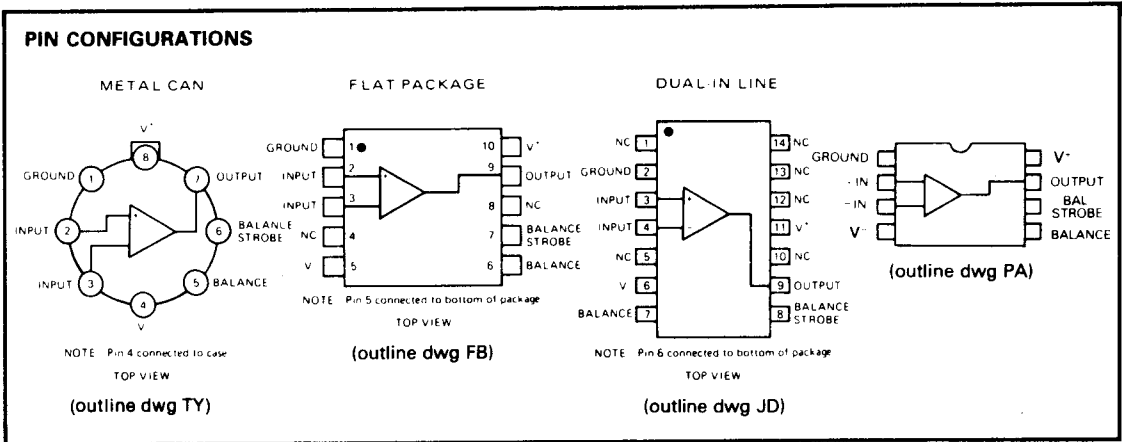 PIN CONFIGURATIONS
METAL CAN
V+
8
GROUND 1
7 OUTPUT
INPUT 2
6 BALANCE
STROBE
INPUT 3
5 BALANCE
4
V
NOTE Pin 4 connected to case
TOP VIEW
(outline dwg TY)
FLAT PACKAGE
GROUND 1
10 V+
INPUT 2
9 OUTPUT
INPUT 3
8 NC
NC 4
7 BALANCE
STROBE
V 5
6 BALANCE
NOTE Pin 5 connected to bottom of package
TOP VIEW
(outline dwg FB)
DUAL-IN LINE
NC 1
14 NC
GROUND 2
13 NC
INPUT 3
12 NC
INPUT 4
11 V+
NC 5
10 NC
V 6
9 OUTPUT
BALANCE 7
8 BALANCE
STROBE
NOTE Pin 6 connected to bottom of package
TOP VIEW
(outline dwg JD)
GROUND
V+
IN
OUTPUT
-IN
BAL
STROBE
V-
BALANCE
(outline dwg PA)